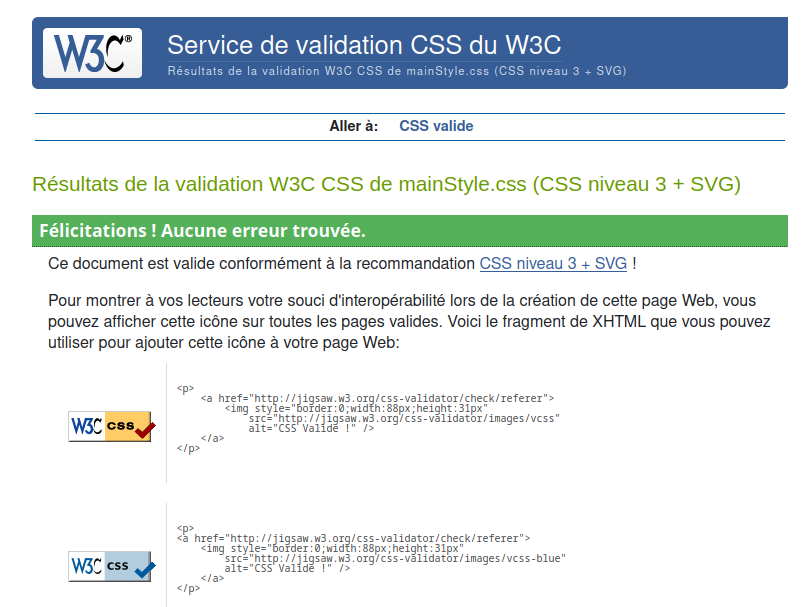 W3C®
Service de validation CSS du W3C
Résultats de la validation W3C CSS de mainStyle.css (CSS niveau 3 + SVG)
Aller à: CSS valide
Résultats de la validation W3C CSS de mainStyle.css (CSS niveau 3 + SVG)
Félicitations ! Aucune erreur trouvée.
Ce document est valide conformément à la recommandation CSS niveau 3 + SVG !
Pour montrer à vos lecteurs votre souci d'interopérabilité lors de la création de cette page Web, vous
pouvez afficher cette icône sur toutes les pages valides. Voici le fragment de XHTML que vous pouvez
utiliser pour ajouter cette icône à votre page Web:
<p>
<a href="http://jigsaw.w3.org/css-validator/check/referer">
<img style="border:0;width:88px;height:31px"
src="http://jigsaw.w3.org/css-validator/images/vcss"
alt="CSS Valide !" />
</a>
</p>
W3C css
<p>
<a href="http://jigsaw.w3.org/css-validator/check/referer">
<img style="border:0;width:88px;height:31px"
src="http://jigsaw.w3.org/css-validator/images/vcss-blue"
alt="CSS Valide !" />
</a>
</p>
W3C css